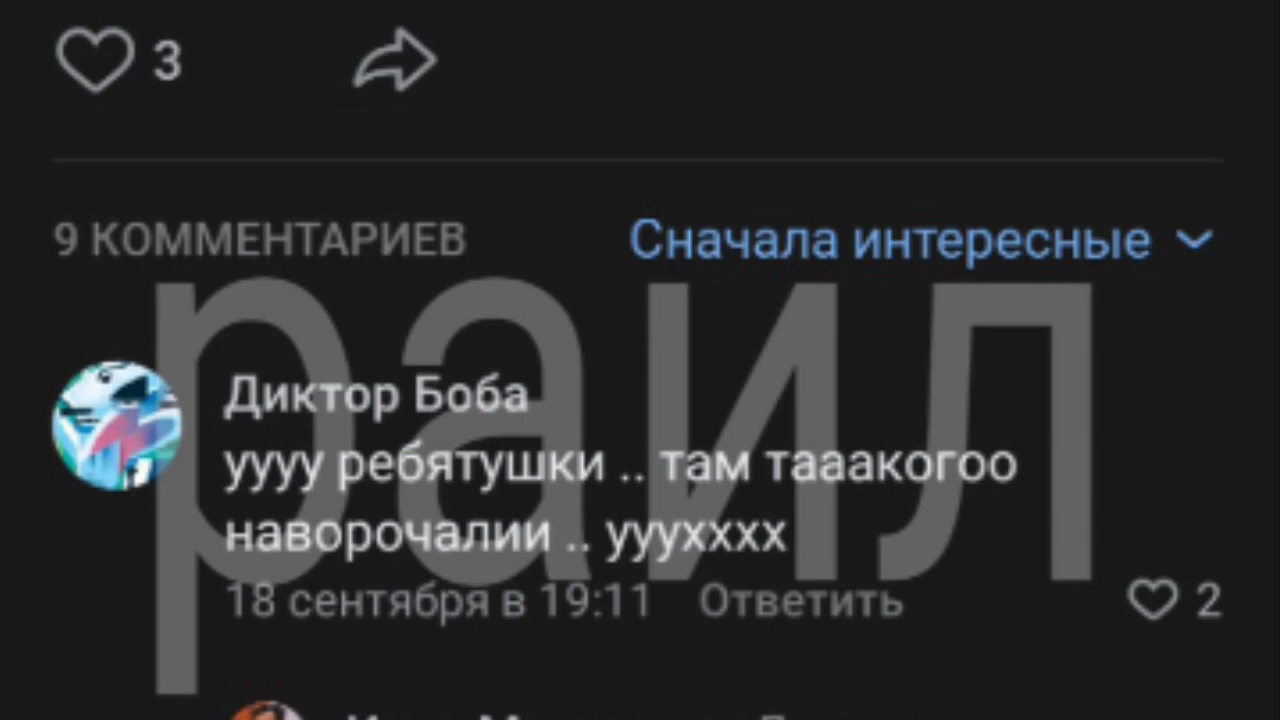 3
9 КОММЕНТАРИЕВ
Сначала интересные
раил
Диктор Боба
уууу ребятушки .. там тааакогоо
наворочалии .. уууухххх
18 сентября в 19:11 Ответить
2